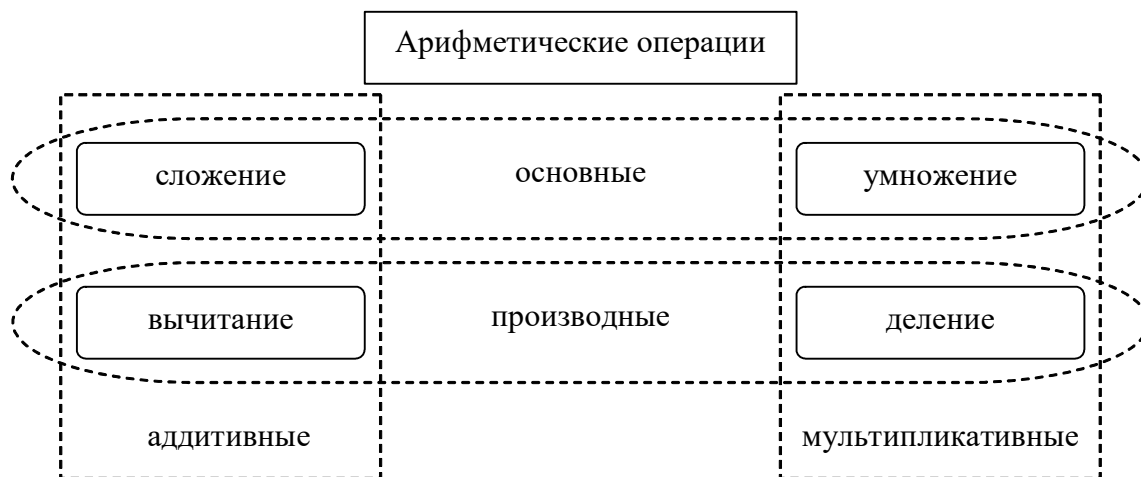 Арифметические операции
сложение основные умножение
вычитание производные деление
аддитивные мультипликативные